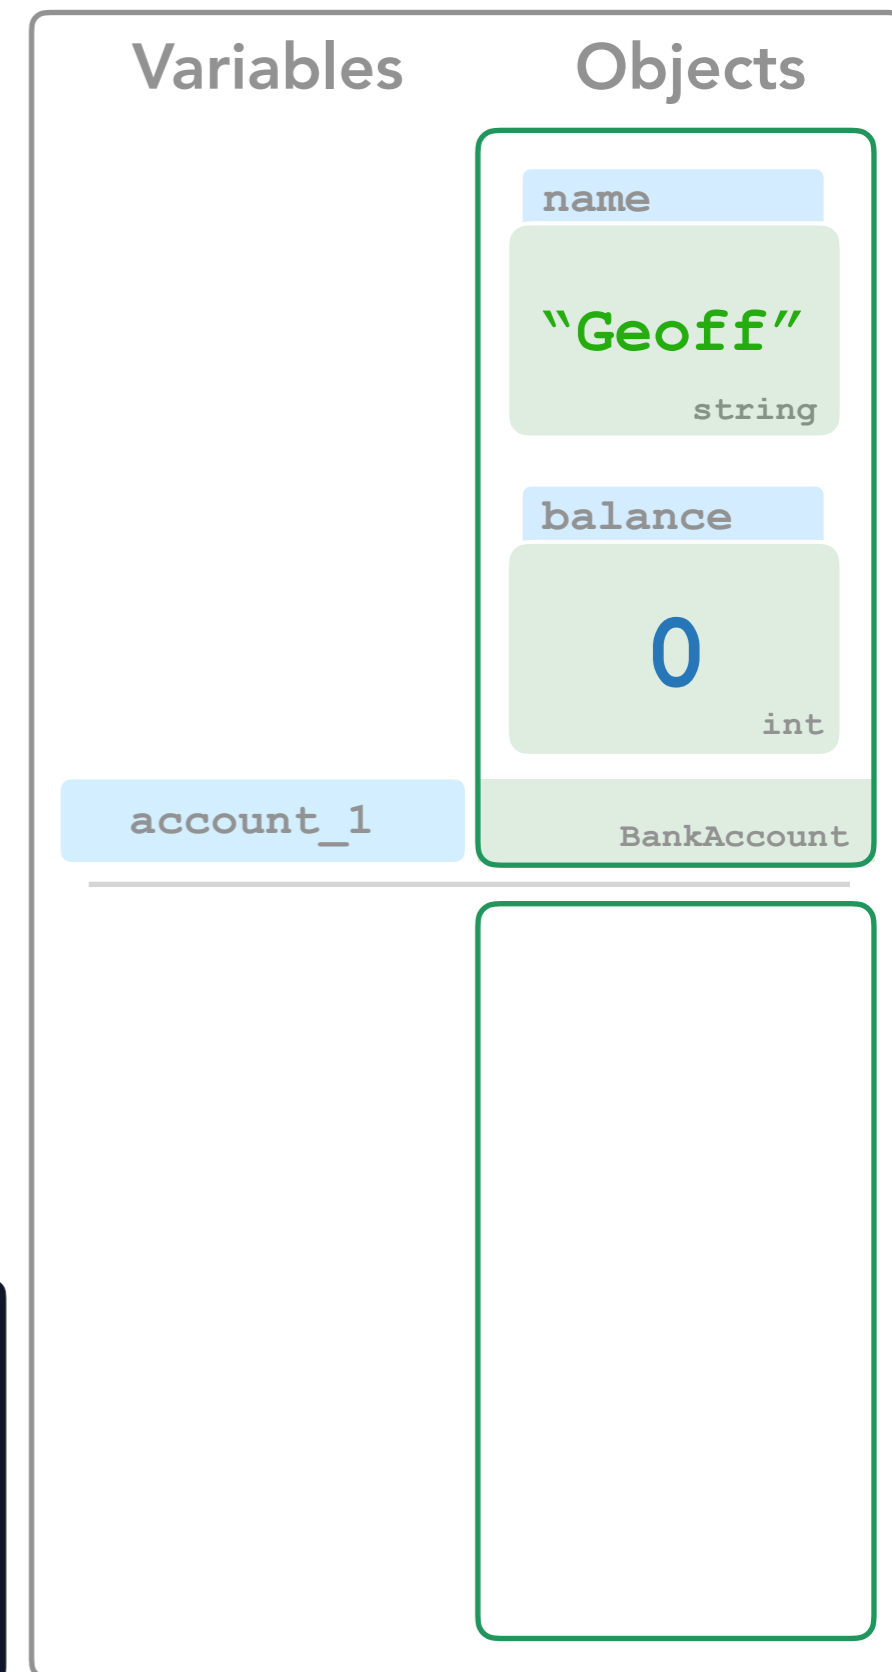 Variables Objects
name
“Geoff”
string
balance
0
int
account_1 BankAccount